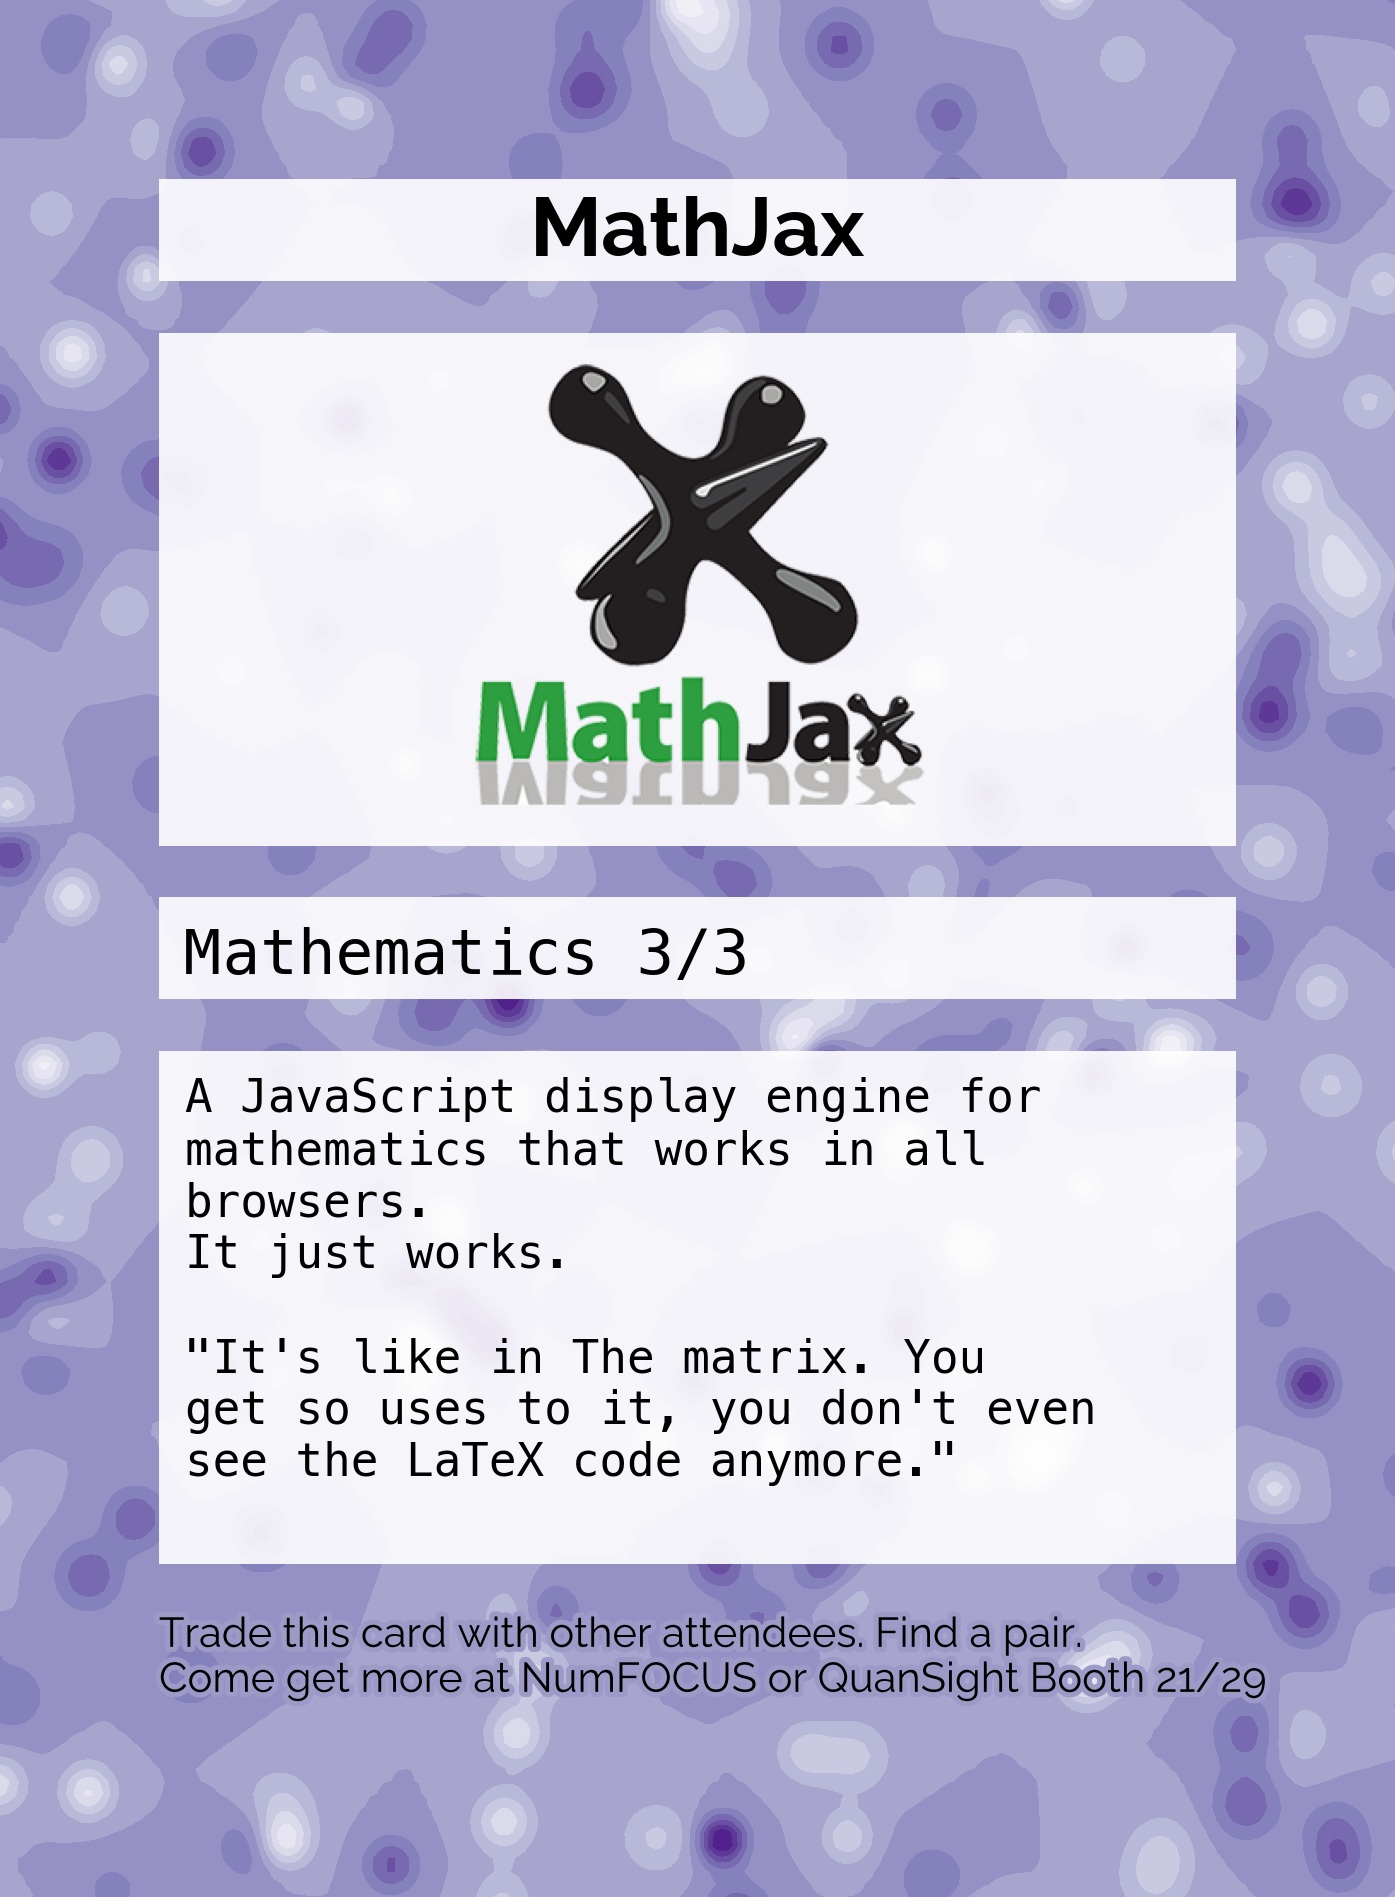 MathJax
MathJax
Mathematics 3/3
A JavaScript display engine for
mathematics that works in all
browsers.
It just works.
"It's like in The matrix. You
get so uses to it, you don't even
see the LaTeX code anymore."
Trade this card with other attendees. Find a pair.
Come get more at NumFOCUS or QuanSight Booth 21/29